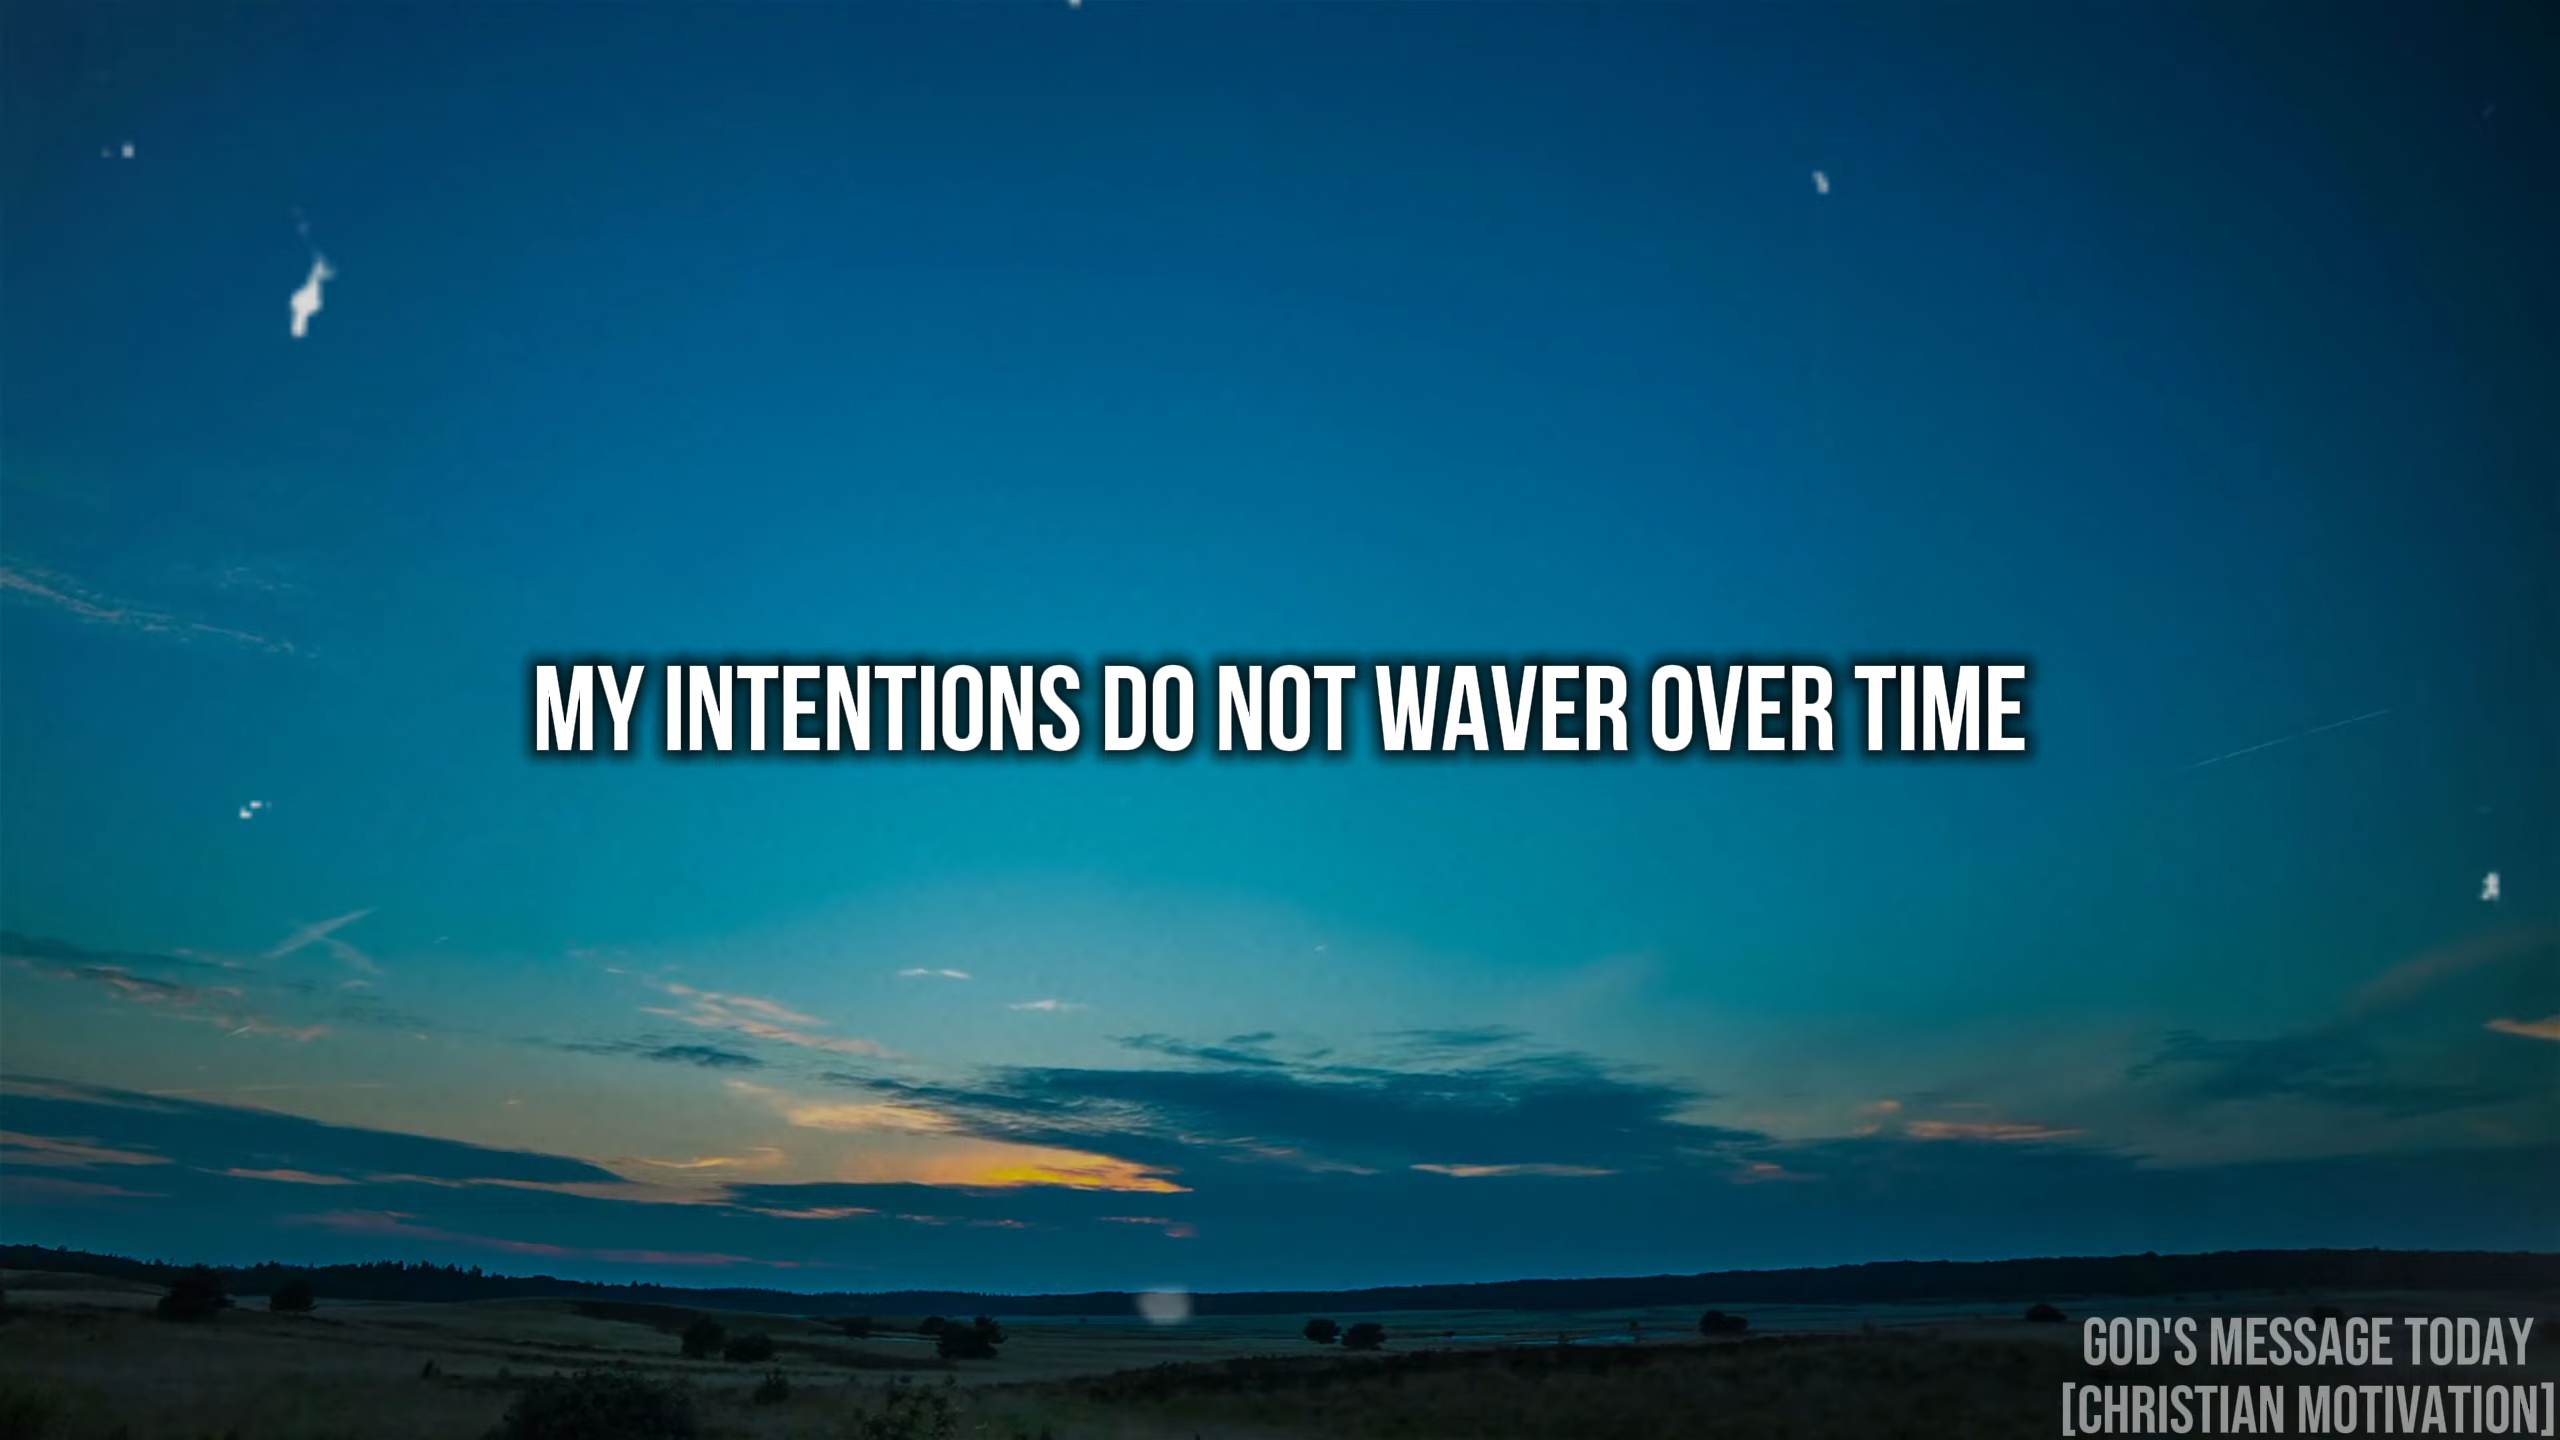 MY INTENTIONS DO NOT WAVER OVER TIME
GOD'S MESSAGE TODAY
[CHRISTIAN MOTIVATION]